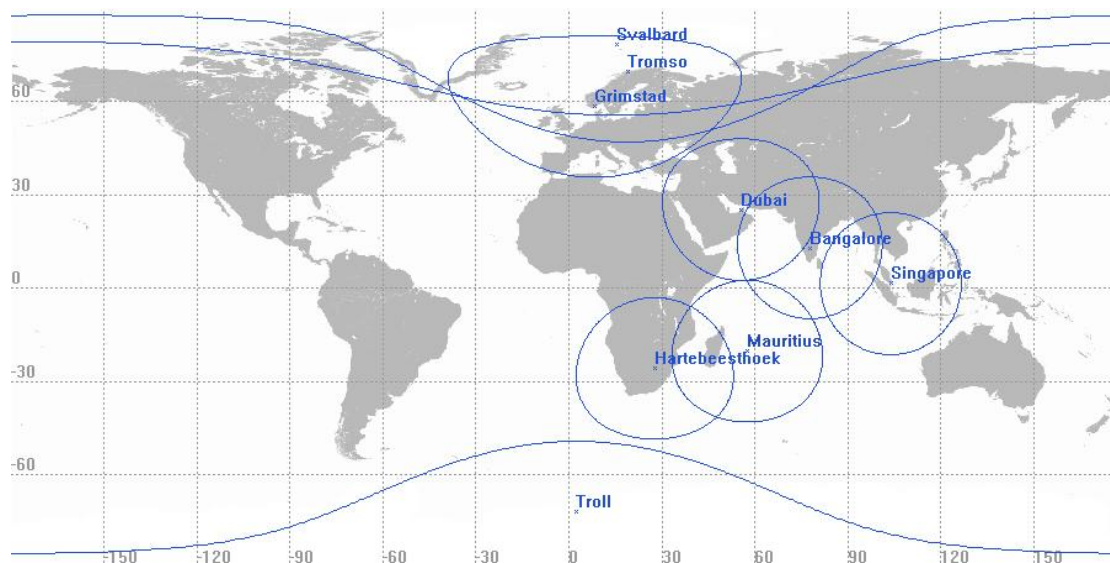 Svalbard
Tromso
60
Grimstad
30
Dubai
Bangalore
0
Singapore
Mauritius
Hartebeesthoek
-30
-60
Troll
-150 -120 -90 -60 -30 0 30 60 90 120 150